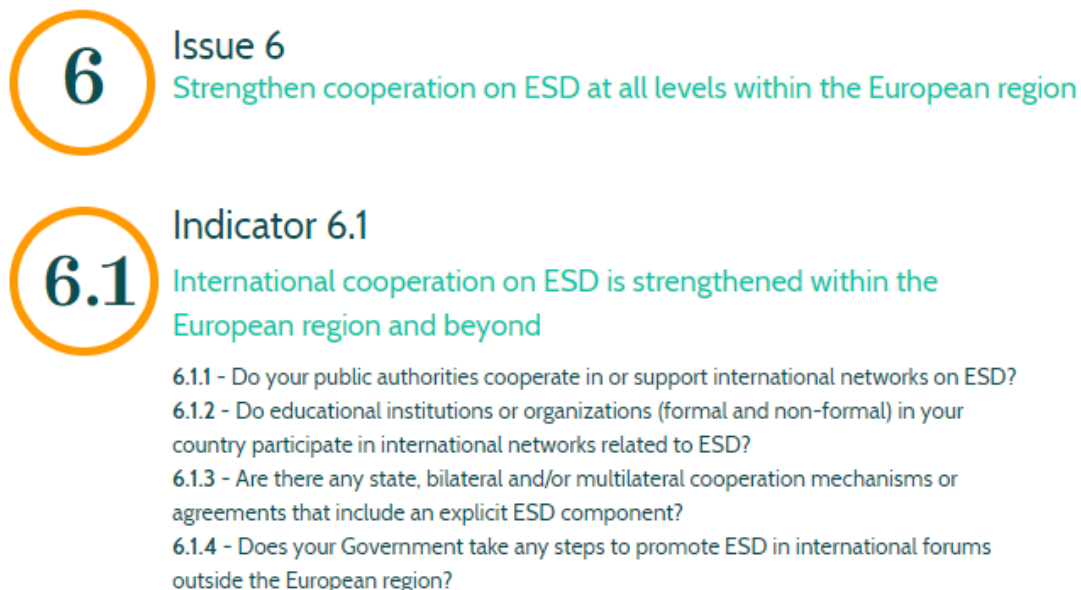 6
Issue 6
Strengthen cooperation on ESD at all levels within the European region
6.1
Indicator 6.1
International cooperation on ESD is strengthened within the
European region and beyond
6.1.1 - Do your public authorities cooperate in or support international networks on ESD?
6.1.2 - Do educational institutions or organizations (formal and non-formal) in your
country participate in international networks related to ESD?
6.1.3 - Are there any state, bilateral and/or multilateral cooperation mechanisms or
agreements that include an explicit ESD component?
6.1.4 - Does your Government take any steps to promote ESD in international forums
outside the European region?